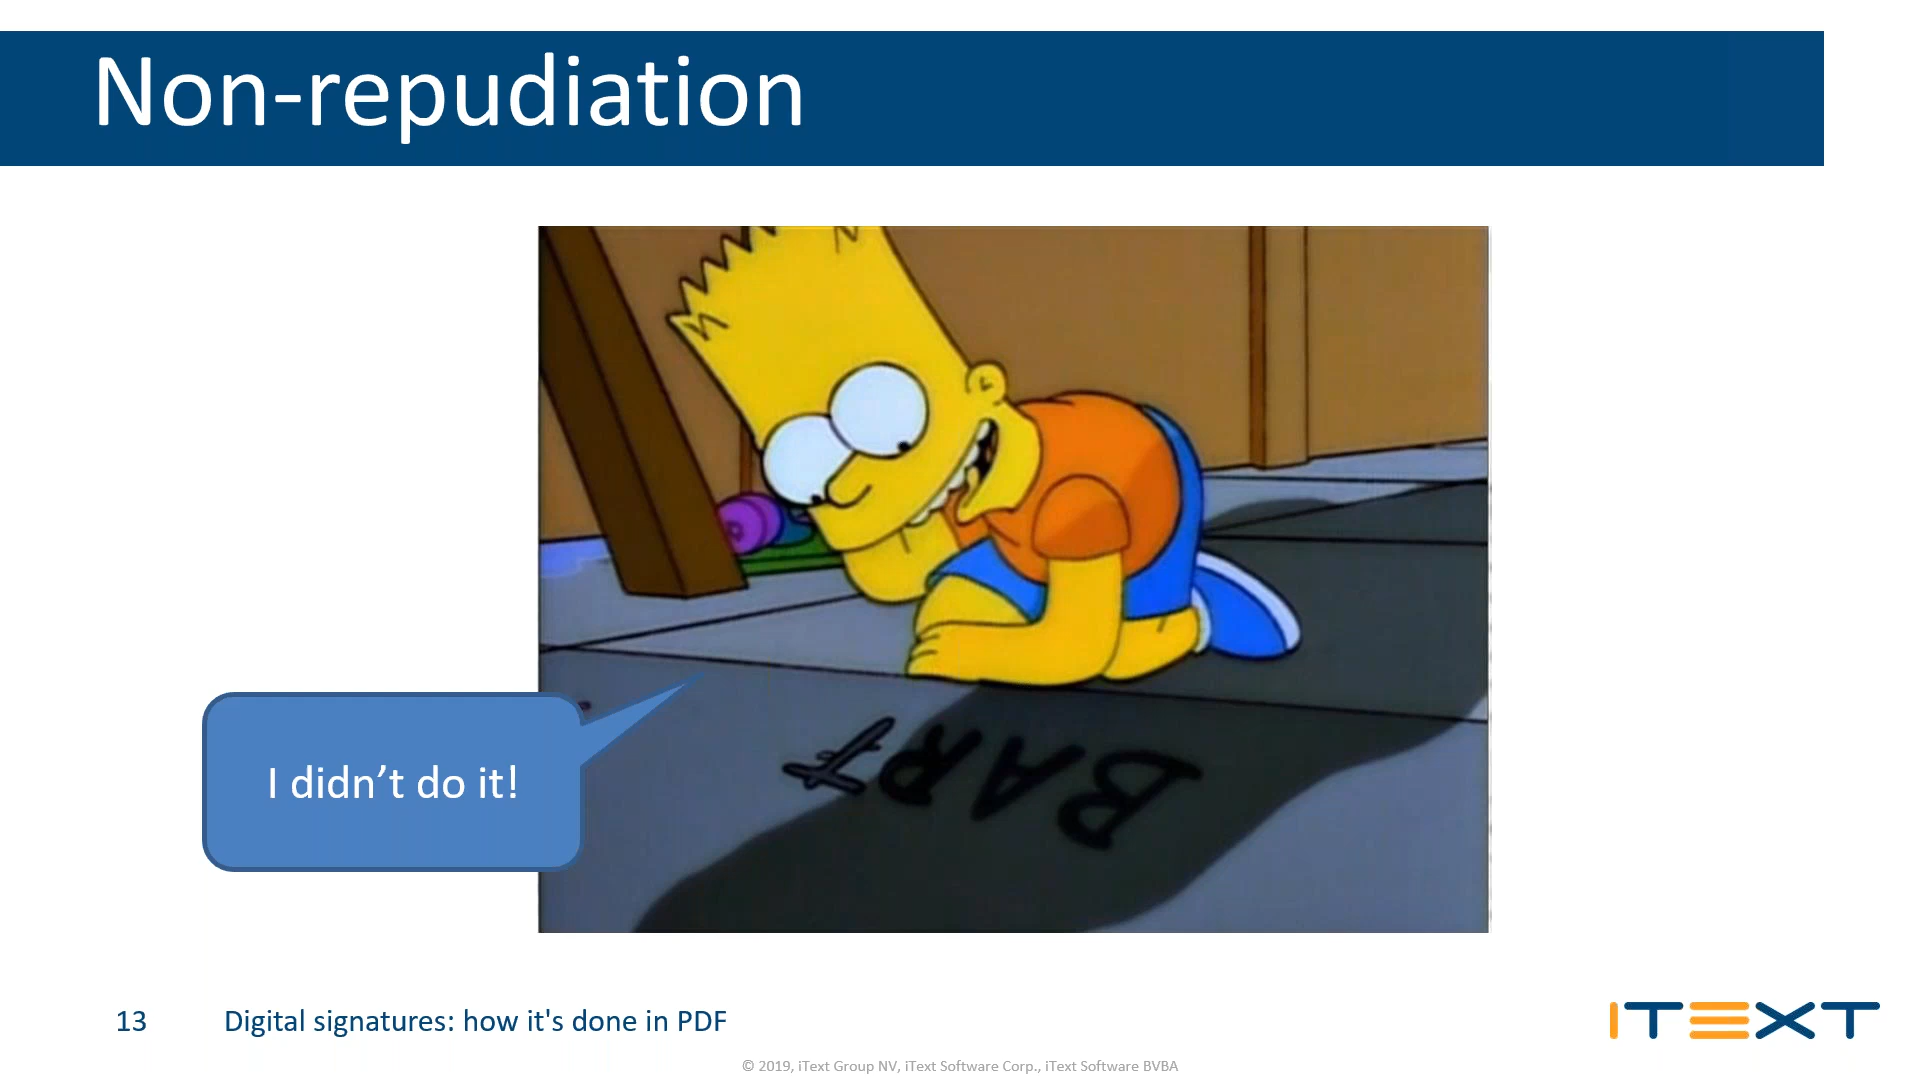 Non-repudiation
I didn’t do it!
BART
13 Digital signatures: how it's done in PDF
ITEXT
© 2019, iText Group NV, iText Software Corp., iText Software BVBA